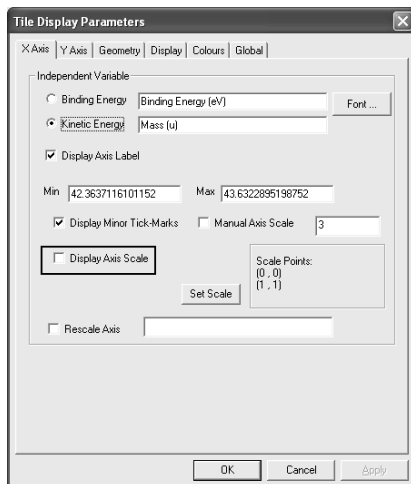 Tile Display Parameters
X Axis Y Axis Geometry Display Colours Global
Independent Variable
Binding Energy Binding Energy (eV) Font ...
Kinetic Energy Mass (u)
Display Axis Label
Min 42.3637116101152 Max 43.6322895198752
Display Minor Tick-Marks Manual Axis Scale 3
Display Axis Scale
Scale Points:
(0 , 0)
(1 , 1)
Set Scale
Rescale Axis
OK Cancel Apply